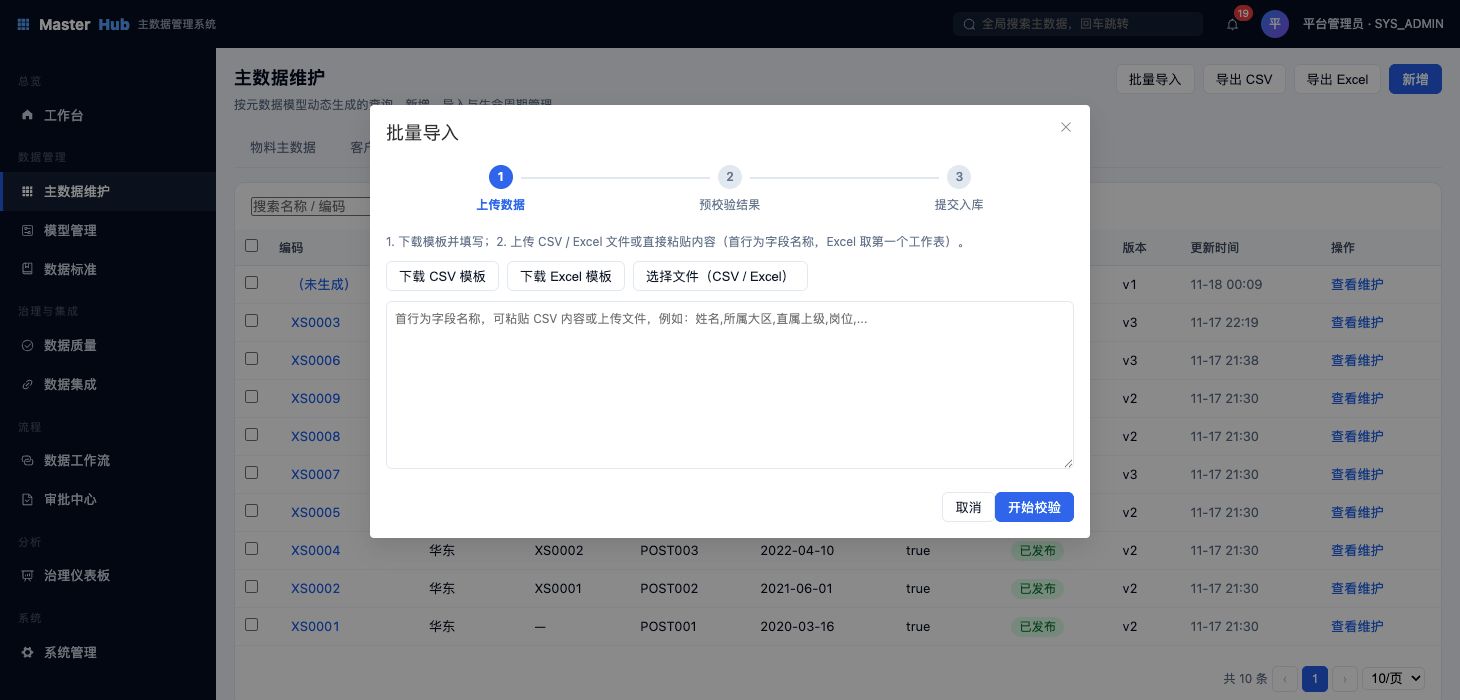 Master Hub 主数据管理系统
全局搜索主数据，回车跳转
19
平
平台管理员 · SYS_ADMIN
总览
工作台
数据管理
主数据维护
模型管理
数据标准
治理与集成
数据质量
数据集成
流程
数据工作流
审批中心
分析
治理仪表板
系统
系统管理
主数据维护
按元数据模型动态生成的查询、新增、导入与生命周期管理
批量导入
导出 CSV
导出 Excel
新增
物料主数据
客户
搜索名称 / 编码
批量导入
1
2
3
上传数据
预校验结果
提交入库
1. 下载模板并填写；2. 上传 CSV / Excel 文件或直接粘贴内容（首行为字段名称，Excel 取第一个工作表）。
下载 CSV 模板
下载 Excel 模板
选择文件（CSV / Excel）
首行为字段名称，可粘贴 CSV 内容或上传文件，例如：姓名,所属大区,直属上级,岗位,...
取消
开始校验
编码 版本 更新时间 操作
（未生成） v1 11-18 00:09 查看维护
XS0003 v3 11-17 22:19 查看维护
XS0006 v3 11-17 21:38 查看维护
XS0009 v2 11-17 21:30 查看维护
XS0008 v2 11-17 21:30 查看维护
XS0007 v3 11-17 21:30 查看维护
XS0005 v2 11-17 21:30 查看维护
XS0004 华东 XS0002 POST003 2022-04-10 true 已发布 v2 11-17 21:30 查看维护
XS0002 华东 XS0001 POST002 2021-06-01 true 已发布 v2 11-17 21:30 查看维护
XS0001 华东 — POST001 2020-03-16 true 已发布 v2 11-17 21:30 查看维护
共 10 条 ‹ 1 › 10/页